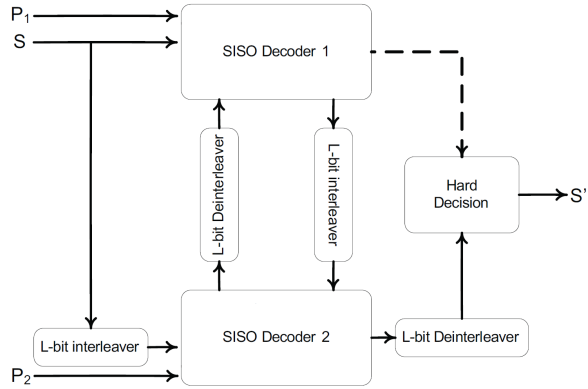 P1
S
SISO Decoder 1
L-bit Deinterleaver
L-bit interleaver
Hard
Decision
S'
L-bit interleaver
SISO Decoder 2
L-bit Deinterleaver
P2